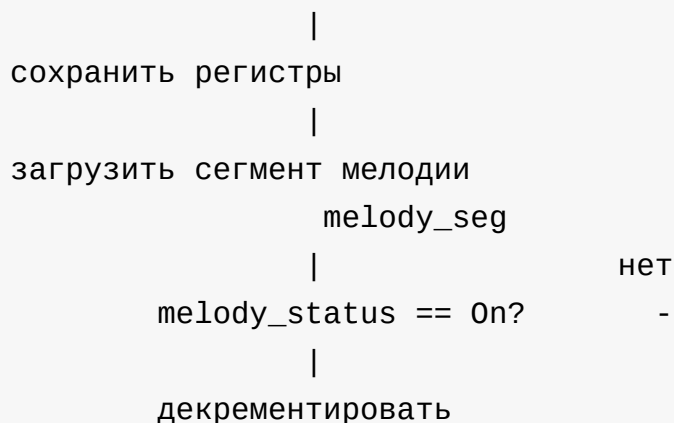 |
сохранить регистры
|
загрузить сегмент мелодии
melody_seg
| нет
melody_status == On? -
|
декрементировать